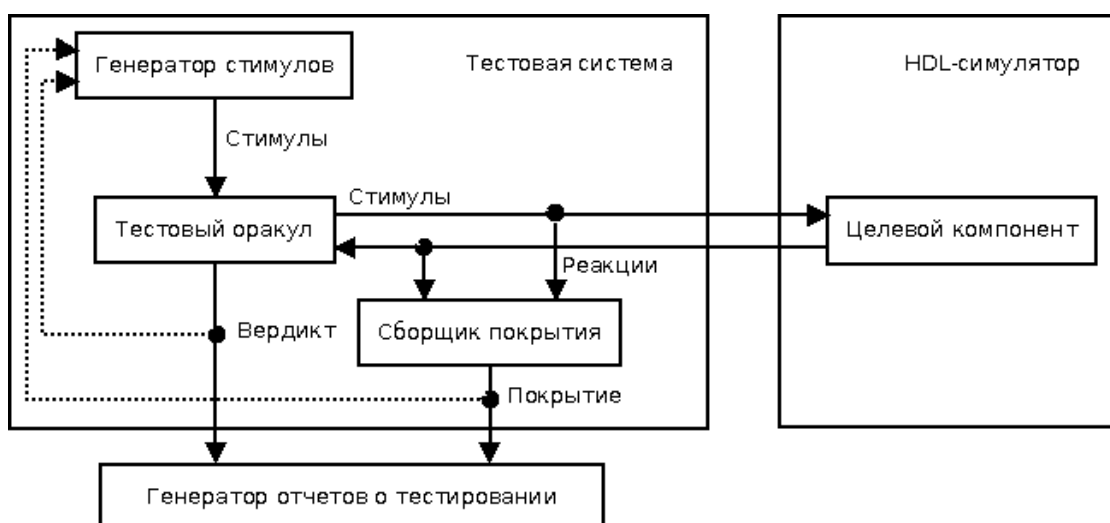 Генератор стимулов
Тестовая система
HDL-симулятор
Стимулы
Стимулы
Тестовый оракул
Целевой компонент
Реакции
Вердикт
Сборщик покрытия
Покрытие
Генератор отчетов о тестировании